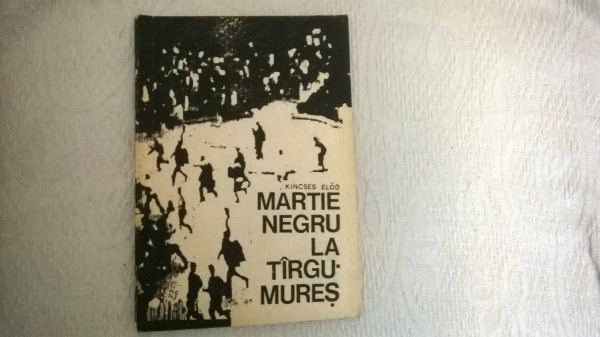 KINCSES ELŐD
MARTIE
NEGRU
LA
TÎRGU-
MUREȘ